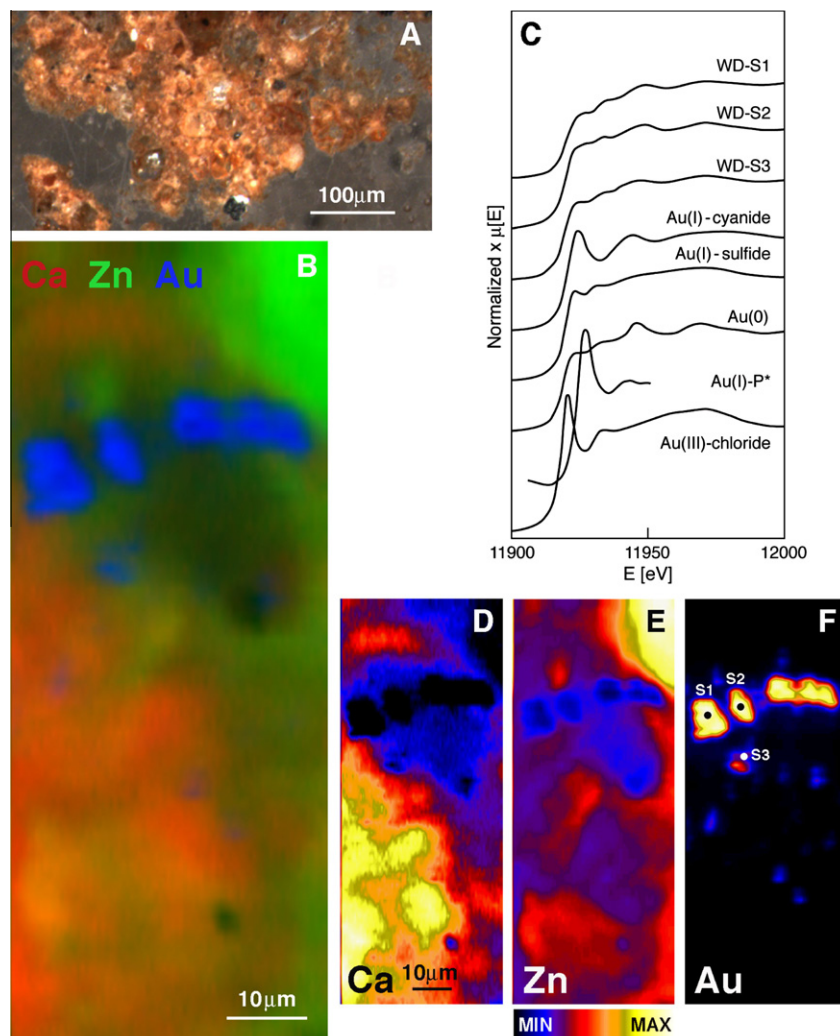 A
100μm
Ca Zn Au B
10μm
C
WD-S1
WD-S2
WD-S3
Au(I)-cyanide
Au(I)-sulfide
Au(0)
Au(I)-P*
Au(III)-chloride
Normalized x μ[E]
11900 11950 12000
E [eV]
D
Ca
10μm
E
Zn
F
S1
S2
S3
Au
MIN MAX